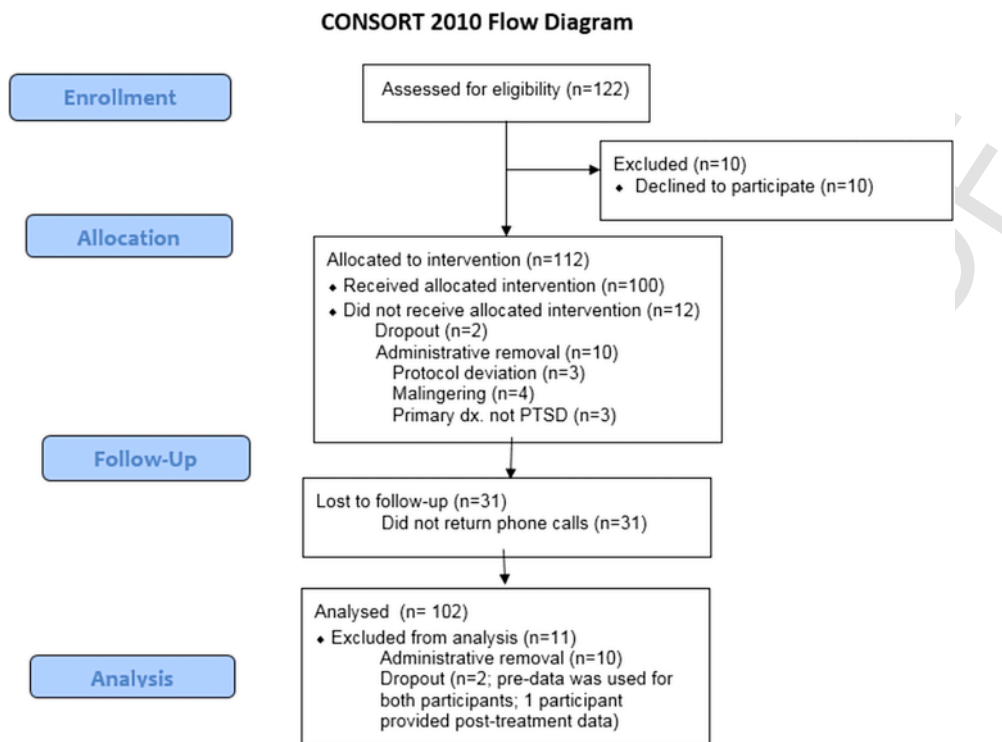 CONSORT 2010 Flow Diagram
Enrollment
Assessed for eligibility (n=122)
Excluded (n=10)
♦ Declined to participate (n=10)
Allocation
Allocated to intervention (n=112)
♦ Received allocated intervention (n=100)
♦ Did not receive allocated intervention (n=12)
Dropout (n=2)
Administrative removal (n=10)
Protocol deviation (n=3)
Malingering (n=4)
Primary dx. not PTSD (n=3)
Follow-Up
Lost to follow-up (n=31)
Did not return phone calls (n=31)
Analysis
Analysed (n= 102)
♦ Excluded from analysis (n=11)
Administrative removal (n=10)
Dropout (n=2; pre-data was used for
both participants; 1 participant
provided post-treatment data)